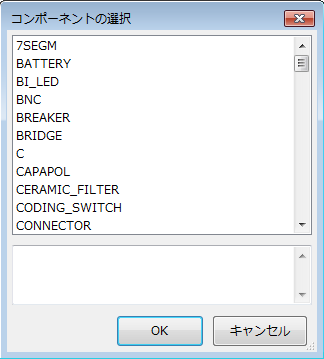 コンポーネントの選択
7SEGM
BATTERY
BI_LED
BNC
BREAKER
BRIDGE
C
CAPAPOL
CERAMIC_FILTER
CODING_SWITCH
CONNECTOR
OK
キャンセル